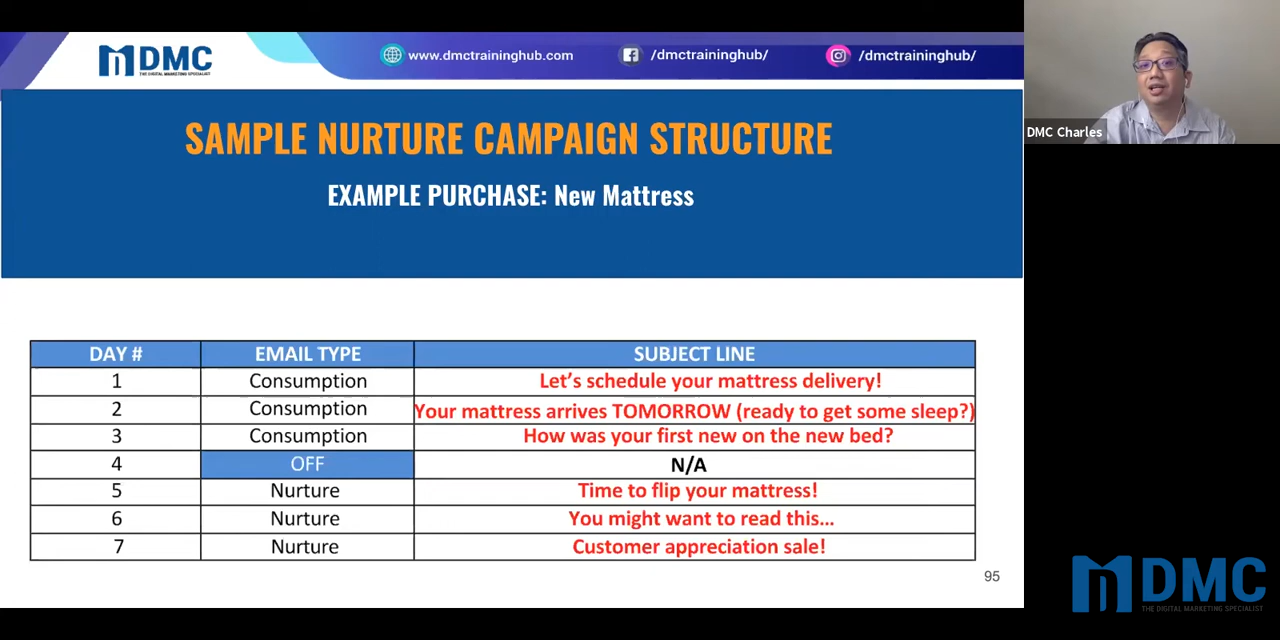 DMC
THE DIGITAL MARKETING SPECIALIST
www.dmctraininghub.com
/dmctraininghub/
/dmctraininghub/
SAMPLE NURTURE CAMPAIGN STRUCTURE
EXAMPLE PURCHASE: New Mattress
DAY # EMAIL TYPE SUBJECT LINE
1 Consumption Let's schedule your mattress delivery!
2 Consumption Your mattress arrives TOMORROW (ready to get some sleep?)
3 Consumption How was your first new on the new bed?
4 OFF N/A
5 Nurture Time to flip your mattress!
6 Nurture You might want to read this...
7 Nurture Customer appreciation sale!
95
DMC Charles
DMC
THE DIGITAL MARKETING SPECIALIST